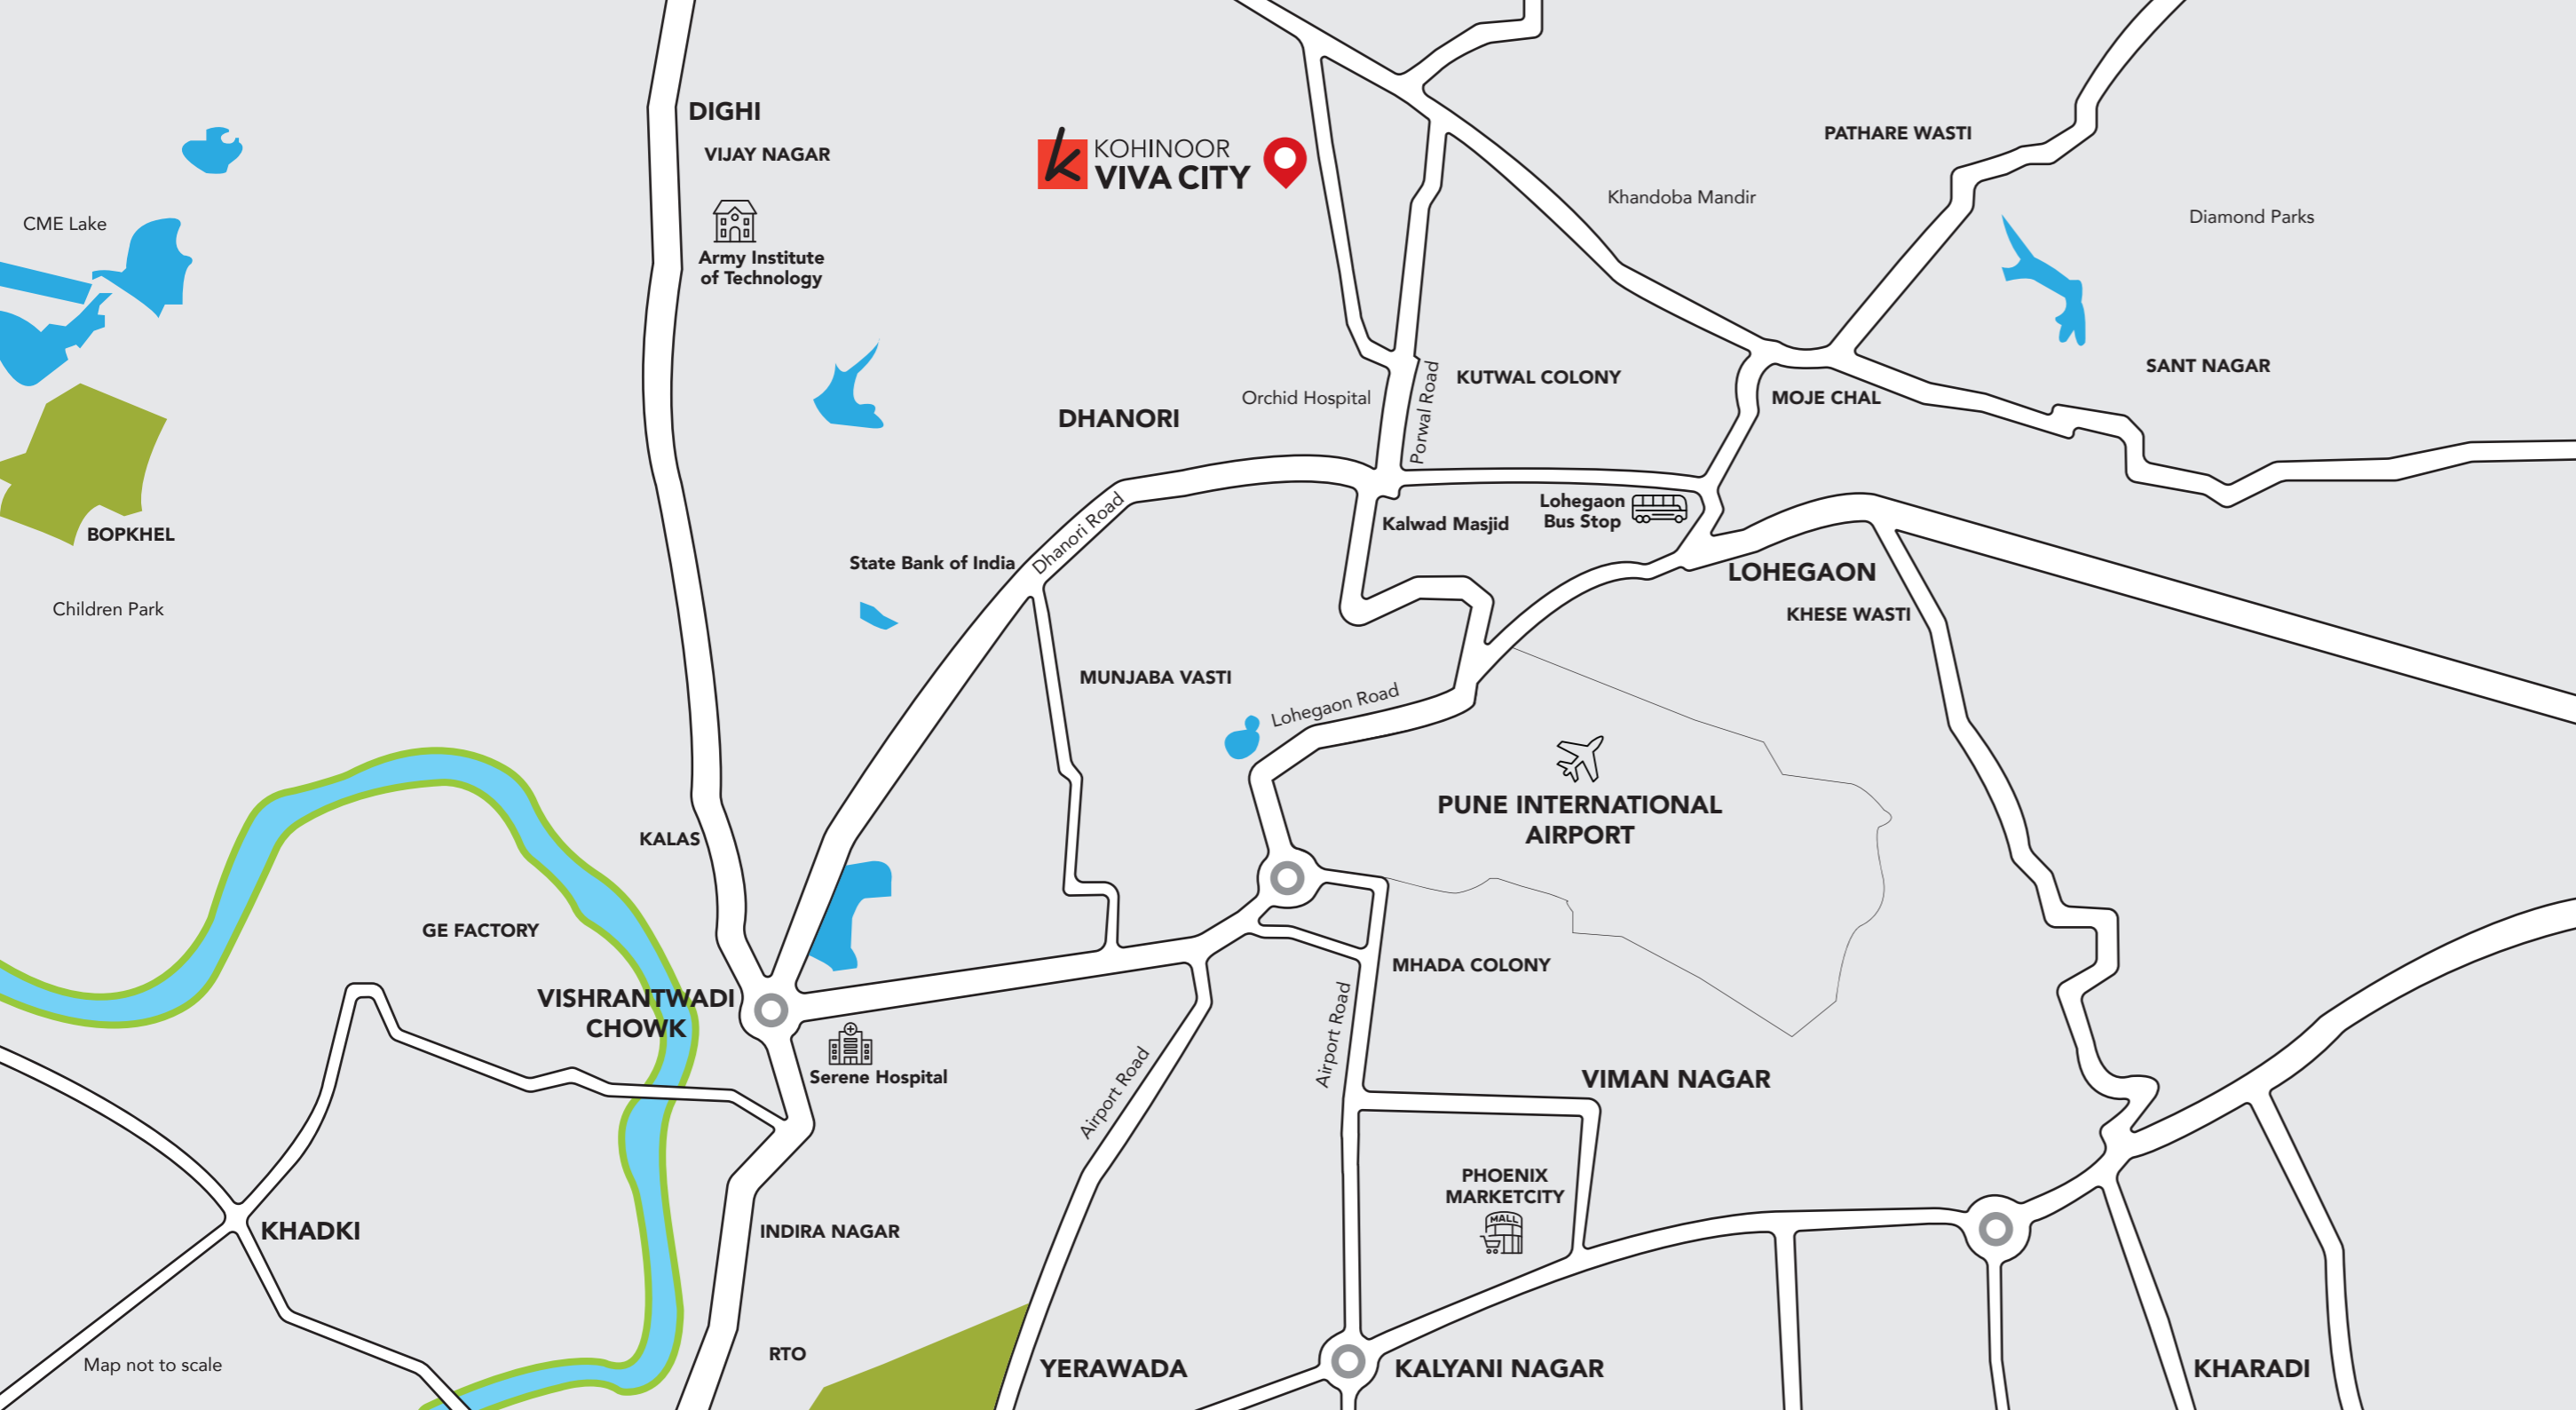 DIGHI
VIJAY NAGAR
Army Institute
of Technology
CME Lake
KOHINOOR
VIVA CITY
PATHARE WASTI
Khandoba Mandir
Diamond Parks
SANT NAGAR
KUTWAL COLONY
MOJE CHAL
Orchid Hospital
Porwal Road
DHANORI
Dhanori Road
State Bank of India
Kalwad Masjid
Lohegaon
Bus Stop
LOHEGAON
KHESE WASTI
BOPKHEL
Children Park
MUNJABA VASTI
Lohegaon Road
PUNE INTERNATIONAL
AIRPORT
KALAS
GE FACTORY
VISHRANTWADI
CHOWK
Serene Hospital
MHADA COLONY
Airport Road
Airport Road
VIMAN NAGAR
PHOENIX
MARKETCITY
MALL
KHADKI
INDIRA NAGAR
RTO
Map not to scale
YERAWADA
KALYANI NAGAR
KHARADI